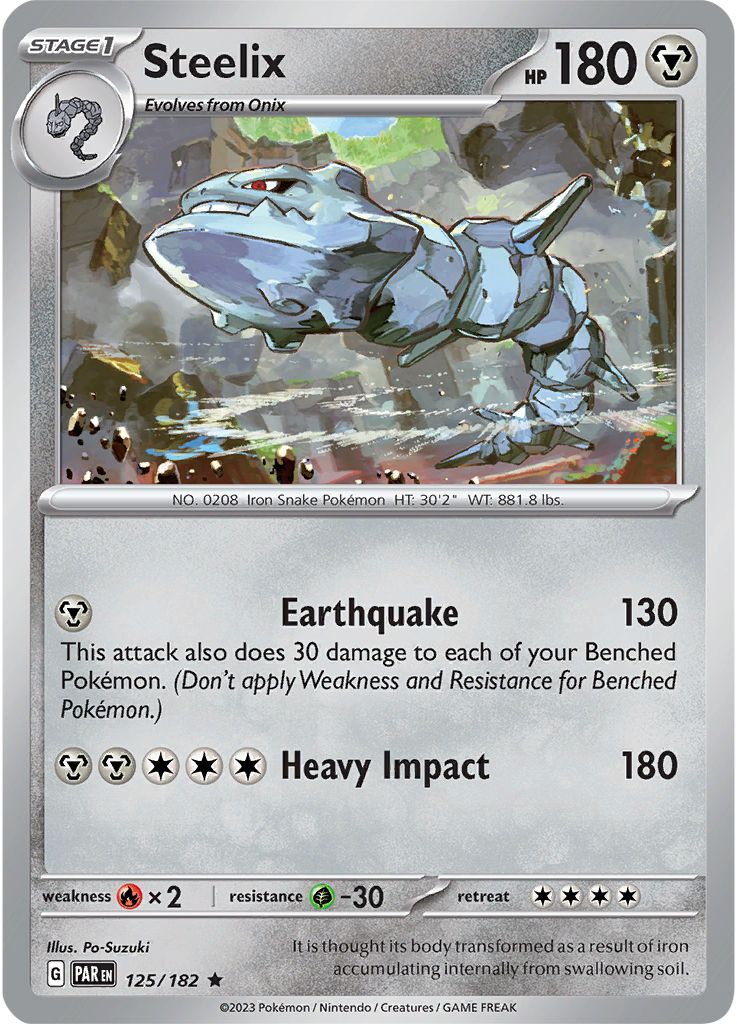 STAGE1
Steelix
HP 180
Evolves from Onix
NO. 0208 Iron Snake Pokémon HT: 30'2" WT: 881.8 lbs.
Earthquake 130
This attack also does 30 damage to each of your Benched
Pokémon. (Don't apply Weakness and Resistance for Benched
Pokémon.)
Heavy Impact 180
weakness ×2 resistance -30 retreat
Illus. Po-Suzuki
It is thought its body transformed as a result of iron
accumulating internally from swallowing soil.
G PAR EN 125/182 ★
©2023 Pokémon / Nintendo / Creatures / GAME FREAK